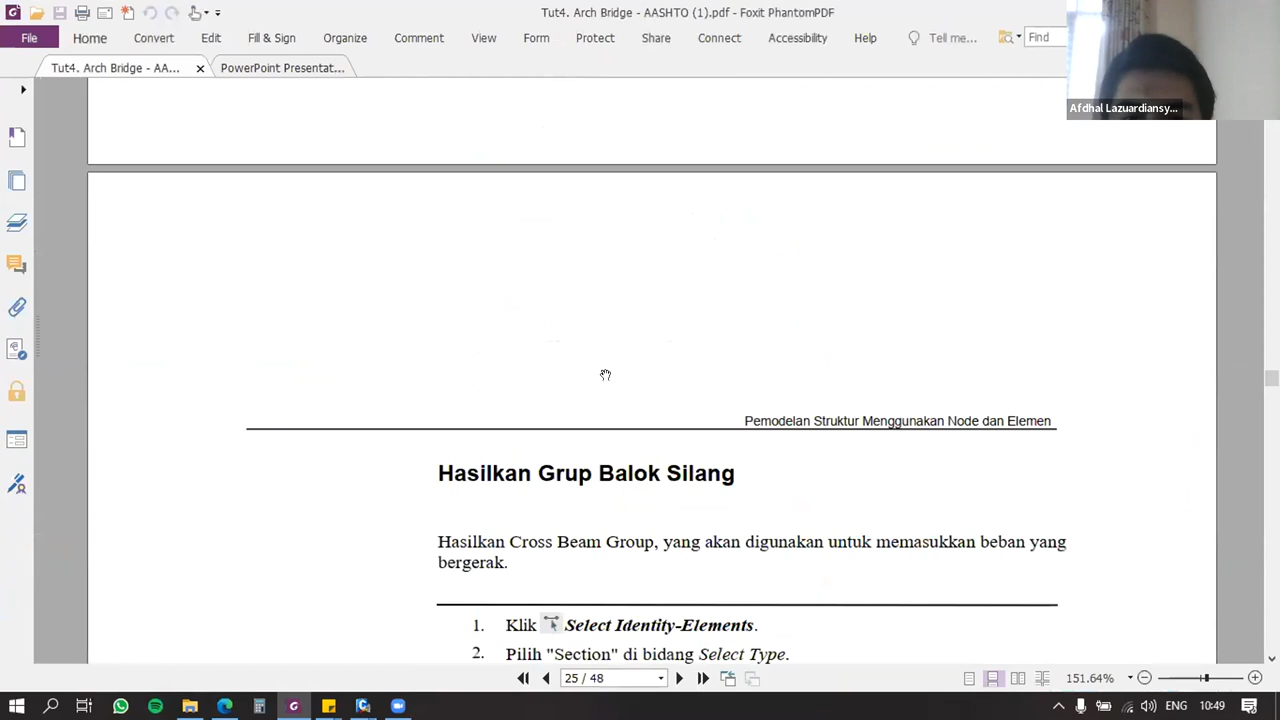 Tut4. Arch Bridge - AASHTO (1).pdf - Foxit PhantomPDF
File Home Convert Edit Fill & Sign Organize Comment View Form Protect Share Connect Accessibility Help Tell me... Find
Tut4. Arch Bridge - AA... PowerPoint Presentat...
Afdhal Lazuardiansy...
Pemodelan Struktur Menggunakan Node dan Elemen
Hasilkan Grup Balok Silang
Hasilkan Cross Beam Group, yang akan digunakan untuk memasukkan beban yang
bergerak.
1. Klik Select Identity-Elements.
2. Pilih "Section" di bidang Select Type.
25 / 48 151.64%
ENG 10:49